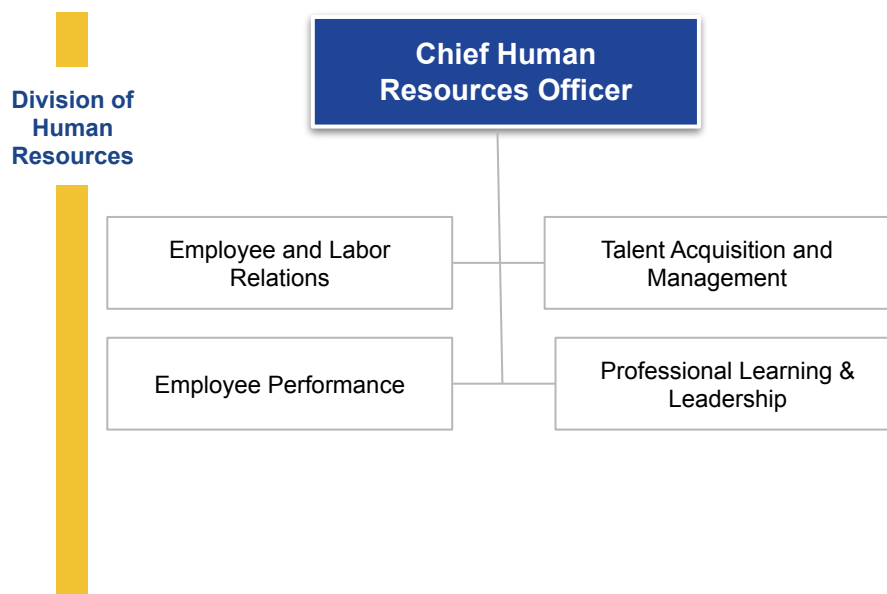 Chief Human
Resources Officer
Division of
Human
Resources
Employee and Labor
Relations
Talent Acquisition and
Management
Employee Performance
Professional Learning &
Leadership